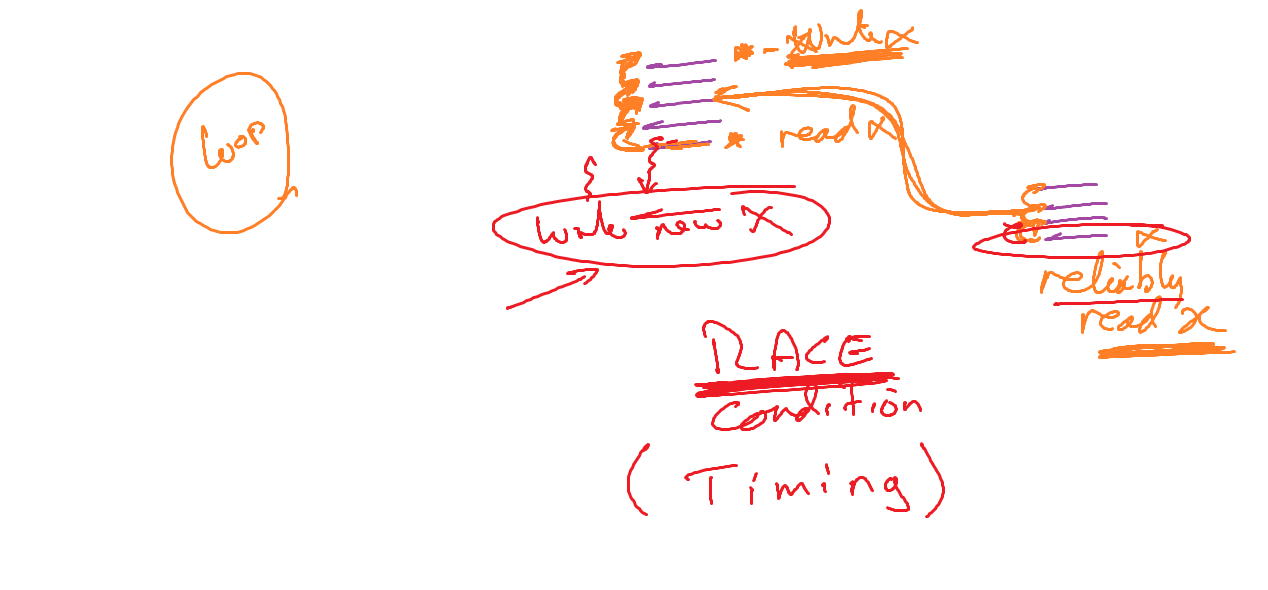 * - Write x
loop
* read x
write new X
x
reliably
read x
RACE
condition
( Timing )